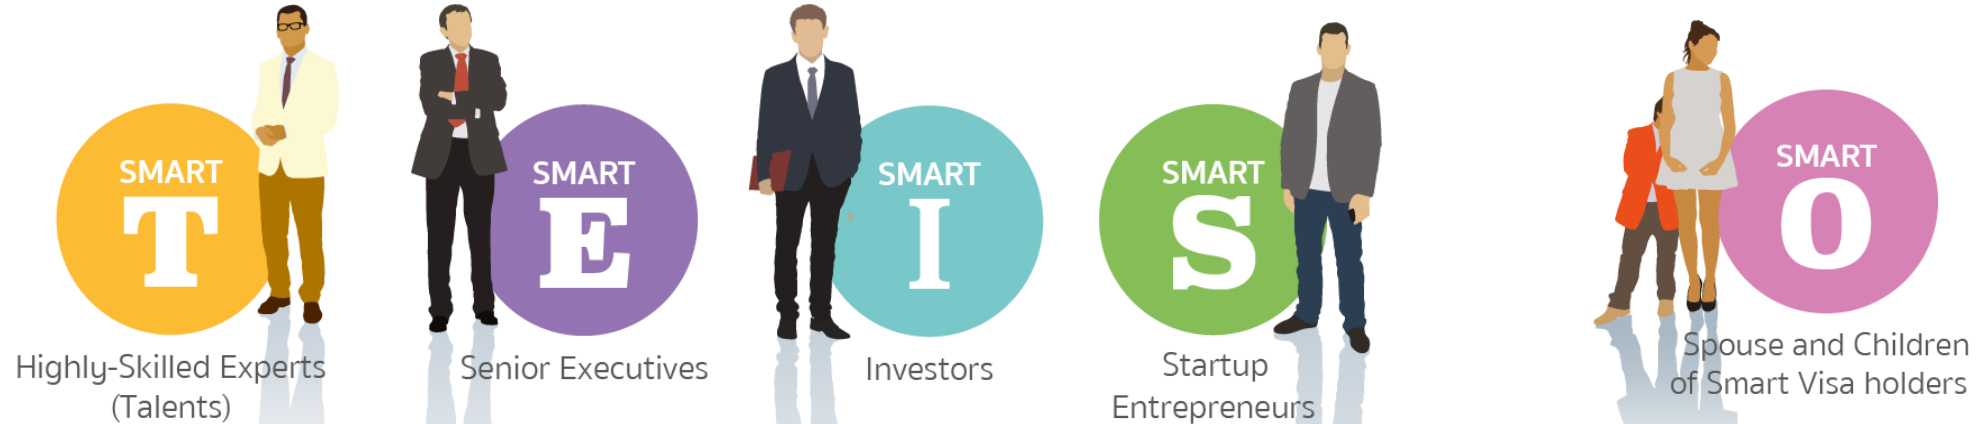 SMART
T
Highly-Skilled Experts
(Talents)
SMART
E
Senior Executives
SMART
I
Investors
SMART
S
Startup
Entrepreneurs
SMART
O
Spouse and Children
of Smart Visa holders